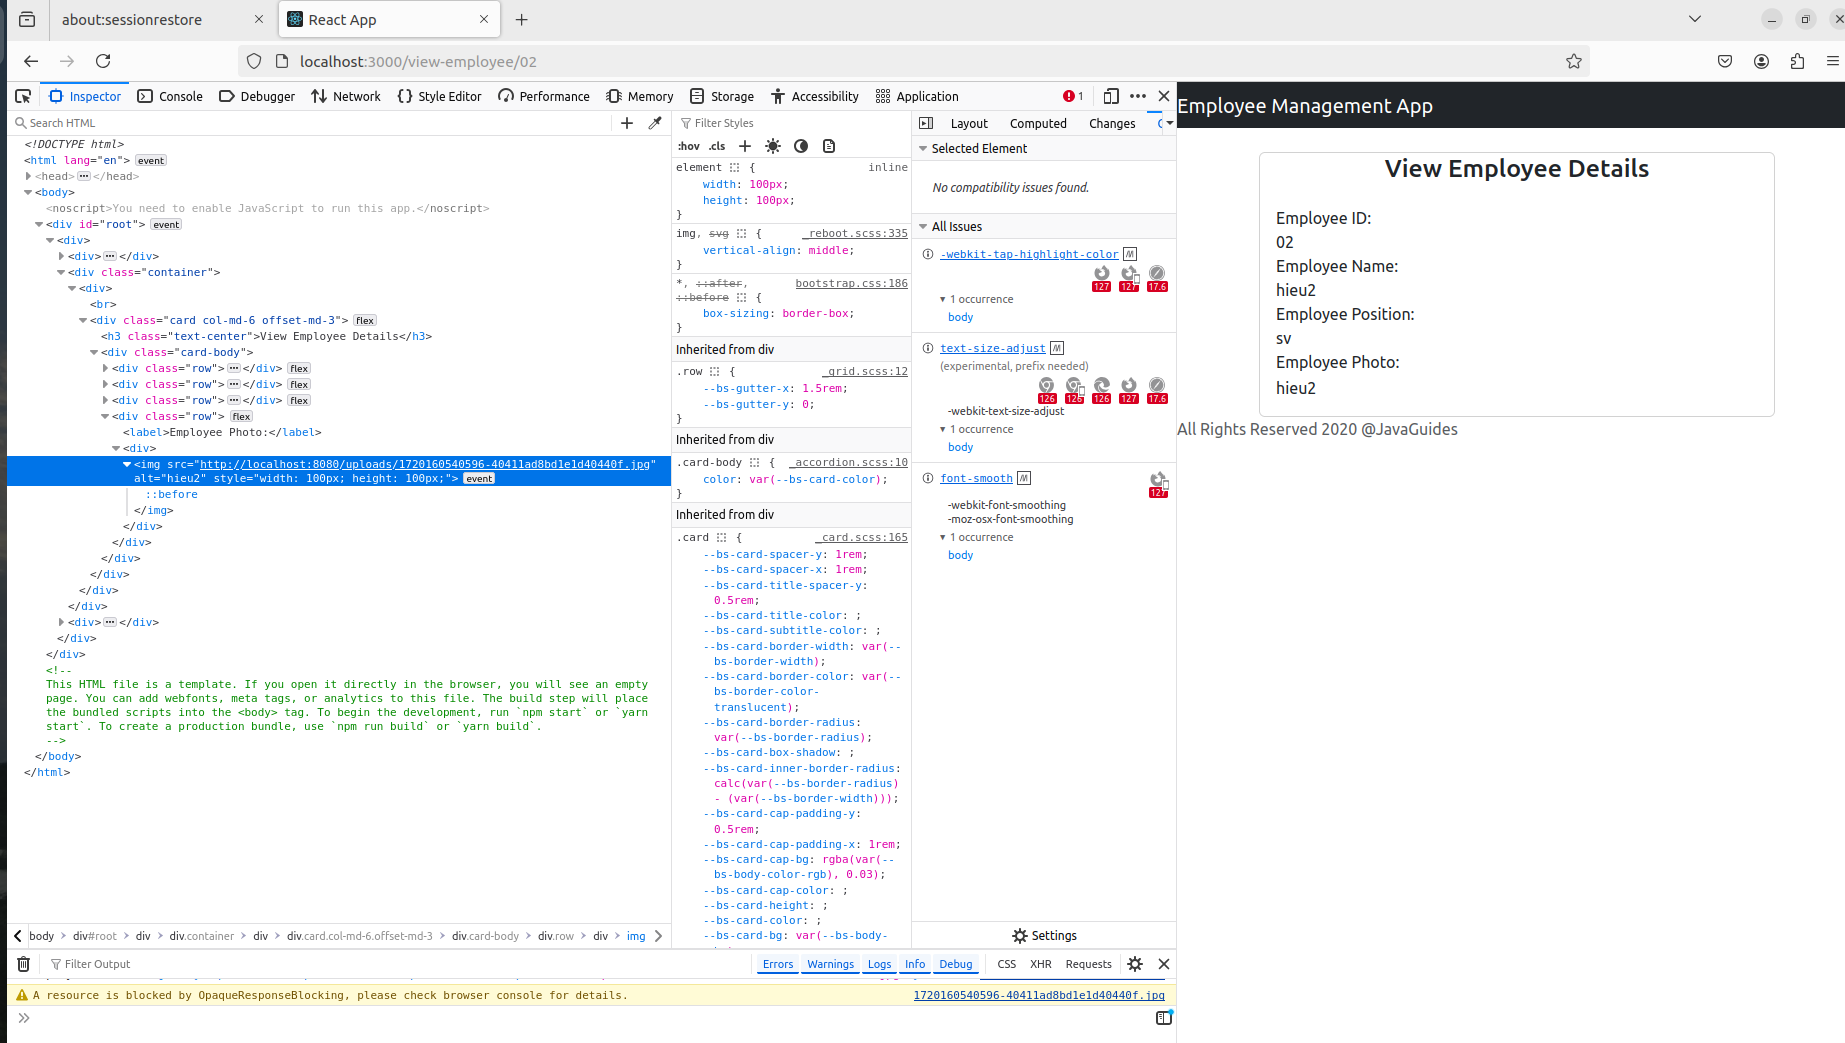 about:sessionrestore
React App
localhost:3000/view-employee/02
Inspector
Console
Debugger
Network
Style Editor
Performance
Memory
Storage
Accessibility
Application
1
Search HTML
<!DOCTYPE html>
<html lang="en"> event
<head> ••• </head>
<body>
<noscript>You need to enable JavaScript to run this app.</noscript>
<div id="root"> event
<div>
<div> ••• </div>
<div class="container">
<div>
<br>
<div class="card col-md-6 offset-md-3"> flex
<h3 class="text-center">View Employee Details</h3>
<div class="card-body">
<div class="row"> ••• </div> flex
<div class="row"> ••• </div> flex
<div class="row"> ••• </div> flex
<div class="row"> flex
<label>Employee Photo:</label>
<div>
<img src="http://localhost:8080/uploads/1720160540596-40411ad8bd1e1d40440f.jpg"
alt="hieu2" style="width: 100px; height: 100px;"> event
::before
</img>
</div>
</div>
</div>
</div>
</div>
</div>
<div> ••• </div>
</div>
</div>
<!--
This HTML file is a template. If you open it directly in the browser, you will see an empty
page. You can add webfonts, meta tags, or analytics to this file. The build step will place
the bundled scripts into the <body> tag. To begin the development, run `npm start` or `yarn
start`. To create a production bundle, use `npm run build` or `yarn build`.
-->
</body>
</html>
body
div#root
div
div.container
div
div.card.col-md-6.offset-md-3
div.card-body
div.row
div
img
Filter Styles
:hov .cls
element { inline
width: 100px;
height: 100px;
}
img, svg { _reboot.scss:335
vertical-align: middle;
}
*, ::after, bootstrap.css:186
::before {
box-sizing: border-box;
}
Inherited from div
.row { _grid.scss:12
--bs-gutter-x: 1.5rem;
--bs-gutter-y: 0;
}
Inherited from div
.card-body { _accordion.scss:10
color: var(--bs-card-color);
}
Inherited from div
.card { _card.scss:165
--bs-card-spacer-y: 1rem;
--bs-card-spacer-x: 1rem;
--bs-card-title-spacer-y:
0.5rem;
--bs-card-title-color: ;
--bs-card-subtitle-color: ;
--bs-card-border-width: var(--
bs-border-width);
--bs-card-border-color: var(--
bs-border-color-
translucent);
--bs-card-border-radius:
var(--bs-border-radius);
--bs-card-box-shadow: ;
--bs-card-inner-border-radius:
calc(var(--bs-border-radius)
- (var(--bs-border-width)));
--bs-card-cap-padding-y:
0.5rem;
--bs-card-cap-padding-x: 1rem;
--bs-card-cap-bg: rgba(var(--
bs-body-color-rgb), 0.03);
--bs-card-cap-color: ;
--bs-card-height: ;
--bs-card-color: ;
--bs-card-bg: var(--bs-body-
Layout
Computed
Changes
Selected Element
No compatibility issues found.
All Issues
-webkit-tap-highlight-color
127 127 17.6
1 occurrence
body
text-size-adjust
(experimental, prefix needed)
126 126 126 127 17.6
-webkit-text-size-adjust
1 occurrence
body
font-smooth
127
-webkit-font-smoothing
-moz-osx-font-smoothing
1 occurrence
body
Settings
Filter Output
Errors
Warnings
Logs
Info
Debug
CSS
XHR
Requests
A resource is blocked by OpaqueResponseBlocking, please check browser console for details.
1720160540596-40411ad8bd1e1d40440f.jpg
Employee Management App
View Employee Details
Employee ID:
02
Employee Name:
hieu2
Employee Position:
sv
Employee Photo:
hieu2
All Rights Reserved 2020 @JavaGuides